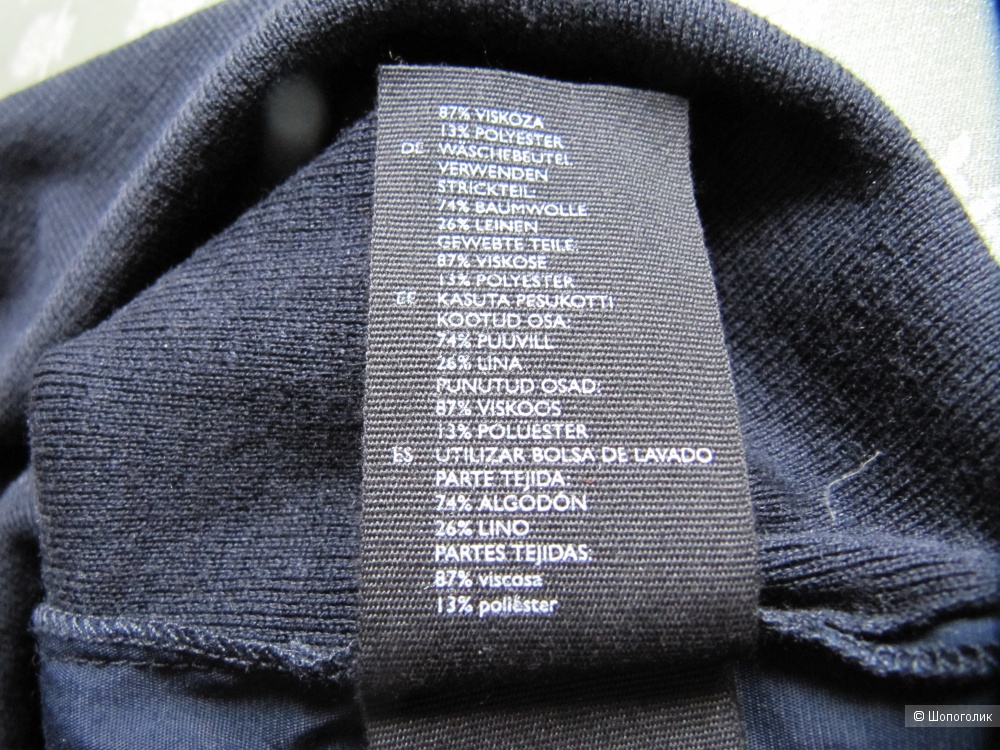 87% VISKOZA
13% POLYESTER
DE WÄSCHEBEUTEL
VERWENDEN
STRICKTEIL:
74% BAUMWOLLE
26% LEINEN
GEWEBTE TEILE:
87% VISKOSE
13% POLYESTER
EE KASUTA PESUKOTTI
KOOTUD OSA:
74% PUUVILL
26% LINA
PUNUTUD OSAD:
87% VISKOOS
13% POLUESTER
ES UTILIZAR BOLSA DE LAVADO
PARTE TEJIDA
74% ALGODÓN
26% LINO
PARTES TEJIDAS:
87% viscosa
13% poliéster
© Шопоголик